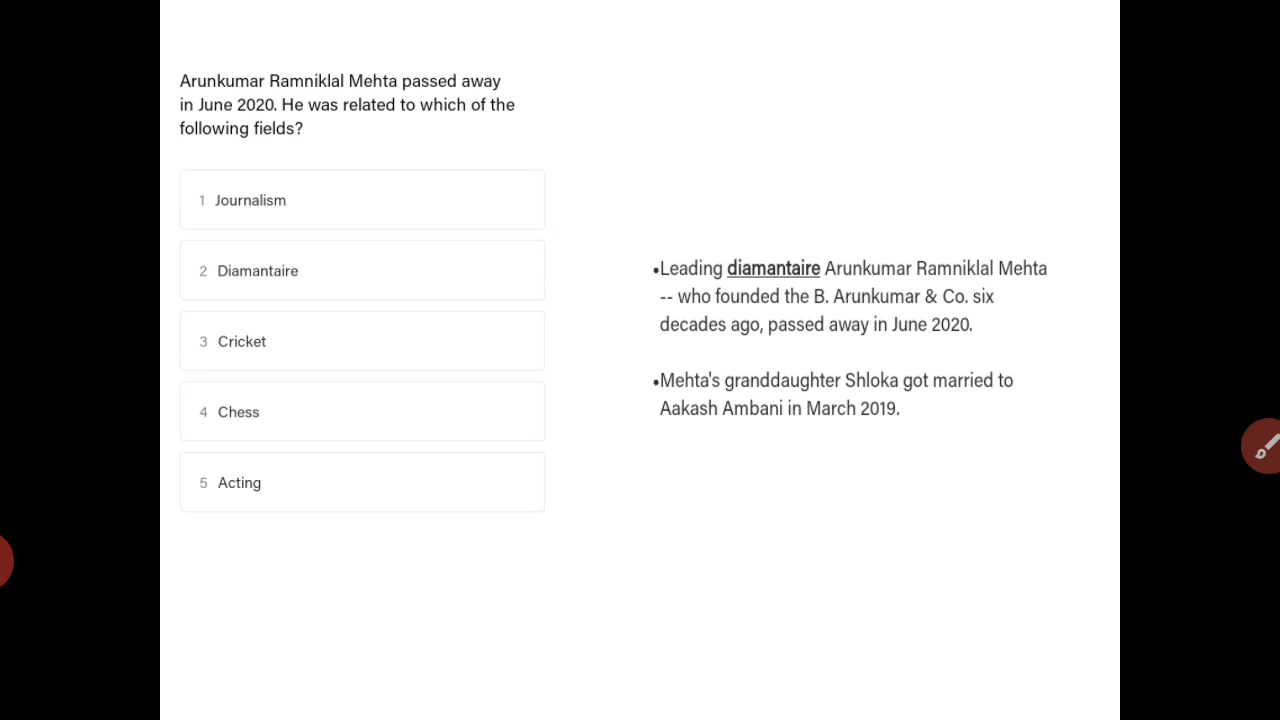 Arunkumar Ramniklal Mehta passed away
in June 2020. He was related to which of the
following fields?
1 Journalism
2 Diamantaire
3 Cricket
4 Chess
5 Acting
•Leading diamantaire Arunkumar Ramniklal Mehta
-- who founded the B. Arunkumar & Co. six
decades ago, passed away in June 2020.
•Mehta's granddaughter Shloka got married to
Aakash Ambani in March 2019.